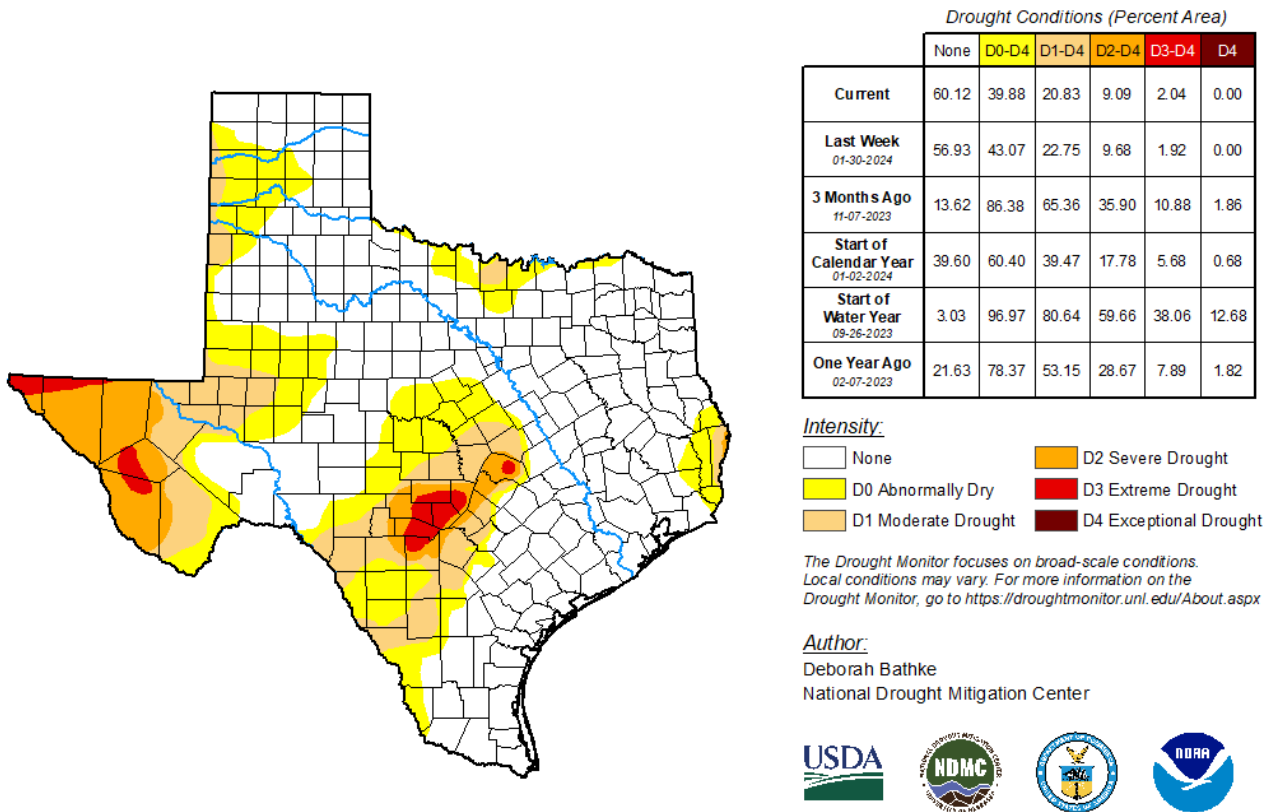 Drought Conditions (Percent Area)
None D0-D4 D1-D4 D2-D4 D3-D4 D4
Current 60.12 39.88 20.83 9.09 2.04 0.00
Last Week
01-30-2024 56.93 43.07 22.75 9.68 1.92 0.00
3 Months Ago
11-07-2023 13.62 86.38 65.36 35.90 10.88 1.86
Start of
Calendar Year
01-02-2024 39.60 60.40 39.47 17.78 5.68 0.68
Start of
Water Year
09-26-2023 3.03 96.97 80.64 59.66 38.06 12.68
One Year Ago
02-07-2023 21.63 78.37 53.15 28.67 7.89 1.82
Intensity:
None
D0 Abnormally Dry
D1 Moderate Drought
D2 Severe Drought
D3 Extreme Drought
D4 Exceptional Drought
The Drought Monitor focuses on broad-scale conditions.
Local conditions may vary. For more information on the
Drought Monitor, go to https://droughtmonitor.unl.edu/About.aspx
Author:
Deborah Bathke
National Drought Mitigation Center
USDA
NDMC
NOAA